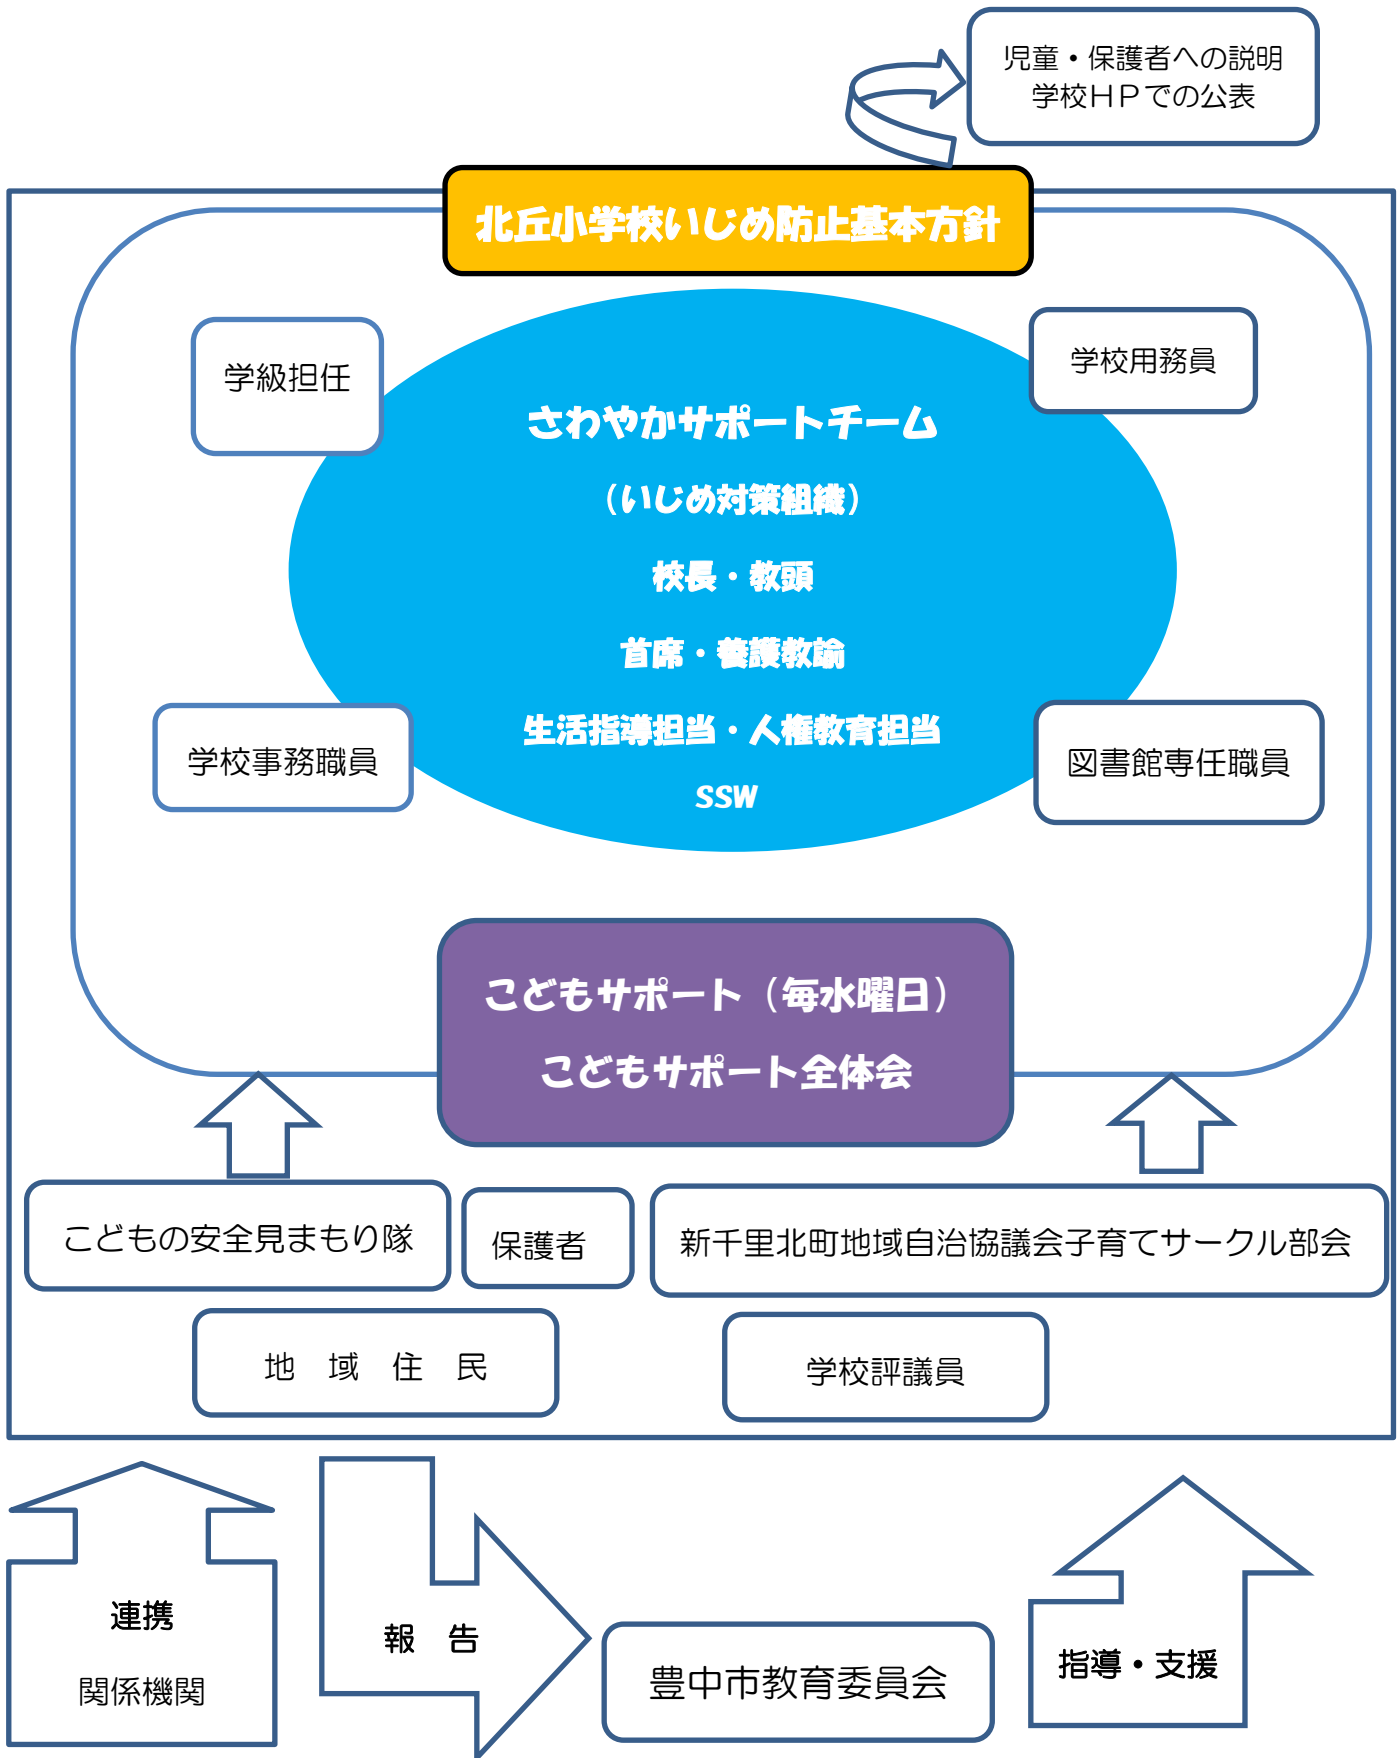 児童・保護者への説明
学校ＨＰでの公表
北丘小学校いじめ防止基本方針
学級担任
学校用務員
さわやかサポートチーム
（いじめ対策組織）
校長・教頭
首席・養護教諭
生活指導担当・人権教育担当
SSW
学校事務職員
図書館専任職員
こどもサポート（毎水曜日）
こどもサポート全体会
こどもの安全見まもり隊
保護者
新千里北町地域自治協議会子育てサークル部会
地　域　住　民
学校評議員
連携
関係機関
報　告
豊中市教育委員会
指導・支援